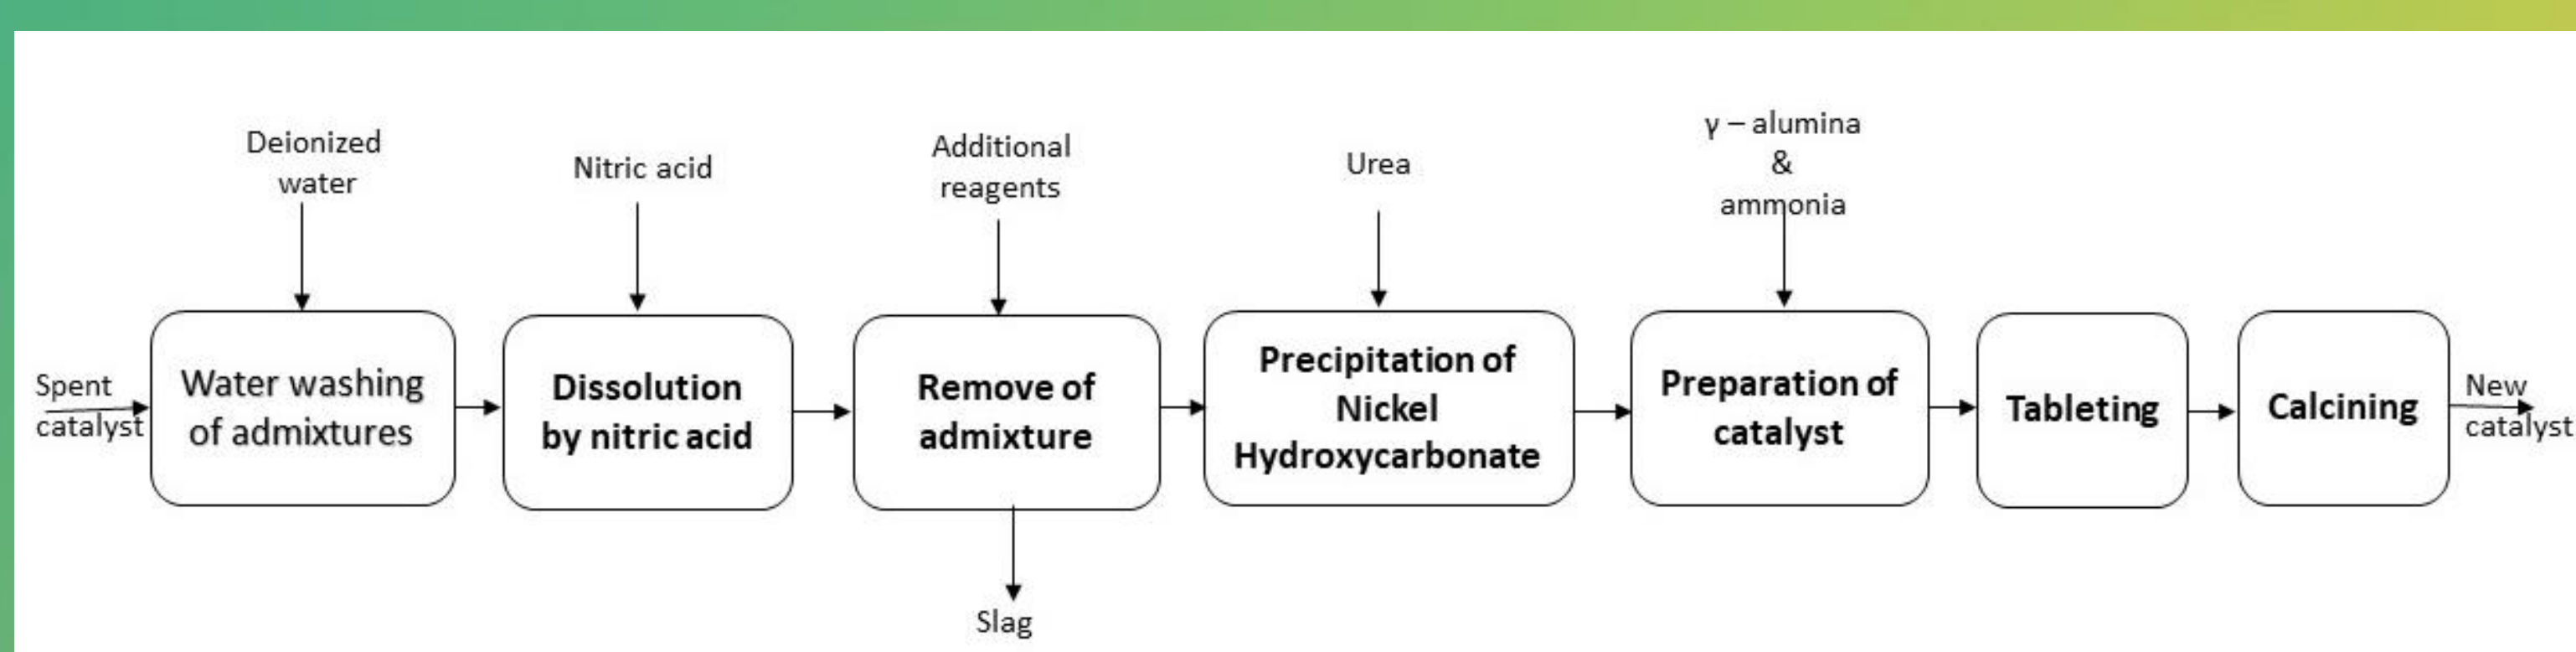 Deionized
water
Nitric acid
Additional
reagents
Urea
γ – alumina
&
ammonia
Spent
catalyst
Water washing
of admixtures
Dissolution
by nitric acid
Remove of
admixture
Precipitation of
Nickel
Hydroxycarbonate
Preparation of
catalyst
Tableting
Calcining
New
catalyst
Slag